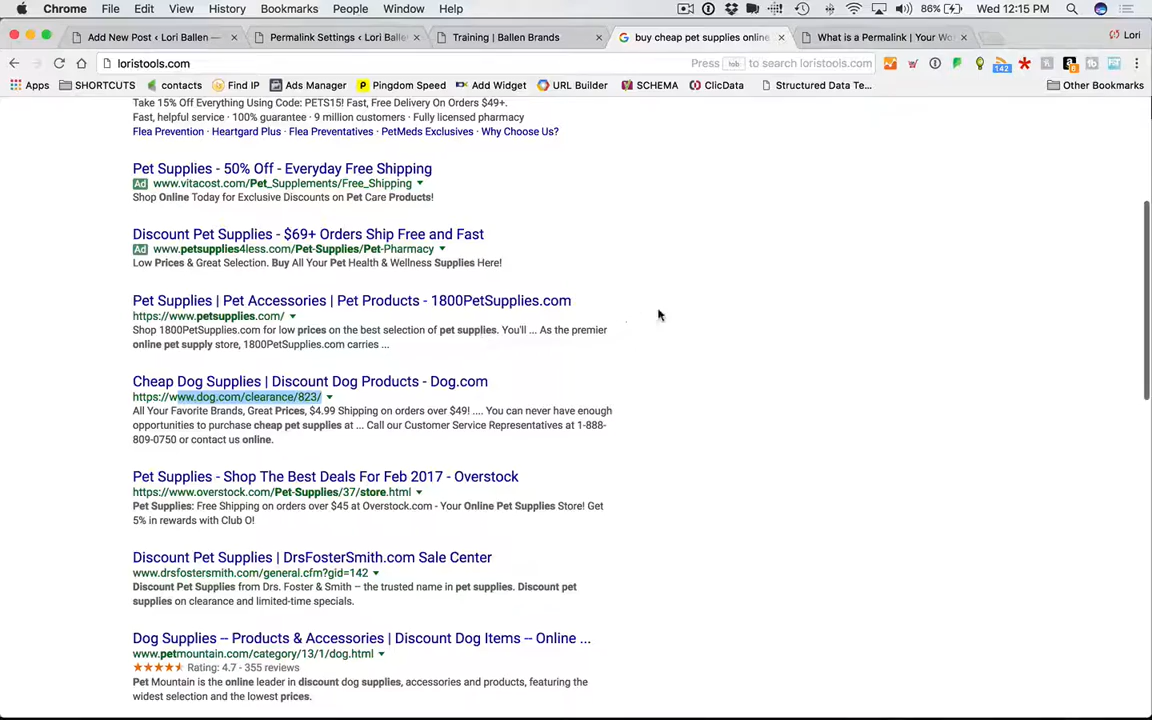 Chrome File Edit View History Bookmarks People Window Help 86% Wed 12:15 PM
Add New Post ‹ Lori Ballen — Permalink Settings ‹ Lori Balle Training | Ballen Brands buy cheap pet supplies online What is a Permalink | Your Wo Lori
loristools.com Press tab to search loristools.com 142 6
Apps SHORTCUTS contacts Find IP Ads Manager Pingdom Speed Add Widget URL Builder SCHEMA ClicData Structured Data Te... Other Bookmarks
Take 15% Off Everything Using Code: PETS15! Fast, Free Delivery On Orders $49+.
Fast, helpful service · 100% guarantee · 9 million customers · Fully licensed pharmacy
Flea Prevention · Heartgard Plus · Flea Preventatives · PetMeds Exclusives · Why Choose Us?
Pet Supplies - 50% Off - Everyday Free Shipping
Ad www.vitacost.com/Pet_Supplements/Free_Shipping
Shop Online Today for Exclusive Discounts on Pet Care Products!
Discount Pet Supplies - $69+ Orders Ship Free and Fast
Ad www.petsupplies4less.com/Pet-Supplies/Pet-Pharmacy
Low Prices & Great Selection. Buy All Your Pet Health & Wellness Supplies Here!
Pet Supplies | Pet Accessories | Pet Products - 1800PetSupplies.com
https://www.petsupplies.com/
Shop 1800PetSupplies.com for low prices on the best selection of pet supplies. You'll ... As the premier
online pet supply store, 1800PetSupplies.com carries ...
Cheap Dog Supplies | Discount Dog Products - Dog.com
https://www.dog.com/clearance/823/
All Your Favorite Brands, Great Prices, $4.99 Shipping on orders over $49! .... You can never have enough
opportunities to purchase cheap pet supplies at ... Call our Customer Service Representatives at 1-888-
809-0750 or contact us online.
Pet Supplies - Shop The Best Deals For Feb 2017 - Overstock
https://www.overstock.com/Pet-Supplies/37/store.html
Pet Supplies: Free Shipping on orders over $45 at Overstock.com - Your Online Pet Supplies Store! Get
5% in rewards with Club O!
Discount Pet Supplies | DrsFosterSmith.com Sale Center
www.drsfostersmith.com/general.cfm?gid=142
Discount Pet Supplies from Drs. Foster & Smith – the trusted name in pet supplies. Discount pet
supplies on clearance and limited-time specials.
Dog Supplies -- Products & Accessories | Discount Dog Items -- Online ...
www.petmountain.com/category/13/1/dog.html
Rating: 4.7 - 355 reviews
Pet Mountain is the online leader in discount dog supplies, accessories and products, featuring the
widest selection and the lowest prices.